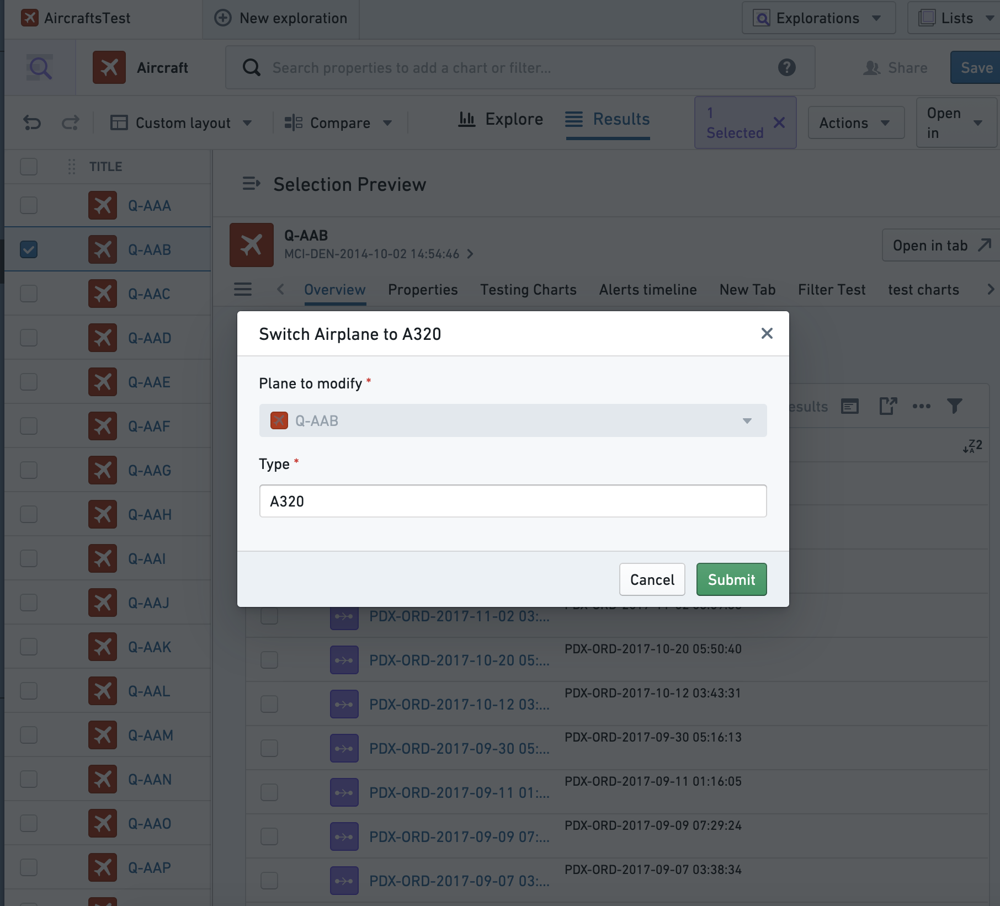 AircraftsTest
New exploration
Explorations
Lists
Aircraft
Search properties to add a chart or filter...
Share
Save
Custom layout
Compare
Explore
Results
1
Selected
Actions
Open
in
TITLE
Q-AAA
Q-AAB
Q-AAC
Q-AAD
Q-AAE
Q-AAF
Q-AAG
Q-AAH
Q-AAI
Q-AAJ
Q-AAK
Q-AAL
Q-AAM
Q-AAN
Q-AAO
Q-AAP
Selection Preview
Q-AAB
MCI-DEN-2014-10-02 14:54:46
Open in tab
Overview Properties Testing Charts Alerts timeline New Tab Filter Test test charts
Switch Airplane to A320
Plane to modify *
Q-AAB
Type *
A320
Cancel Submit
esults
2
PDX-ORD-2017-11-02 03:...
PDX-ORD-2017-10-20 05:... PDX-ORD-2017-10-20 05:50:40
PDX-ORD-2017-10-12 03:... PDX-ORD-2017-10-12 03:43:31
PDX-ORD-2017-09-30 05:... PDX-ORD-2017-09-30 05:16:13
PDX-ORD-2017-09-11 01:... PDX-ORD-2017-09-11 01:16:05
PDX-ORD-2017-09-09 07:... PDX-ORD-2017-09-09 07:29:24
PDX-ORD-2017-09-07 03:... PDX-ORD-2017-09-07 03:38:34